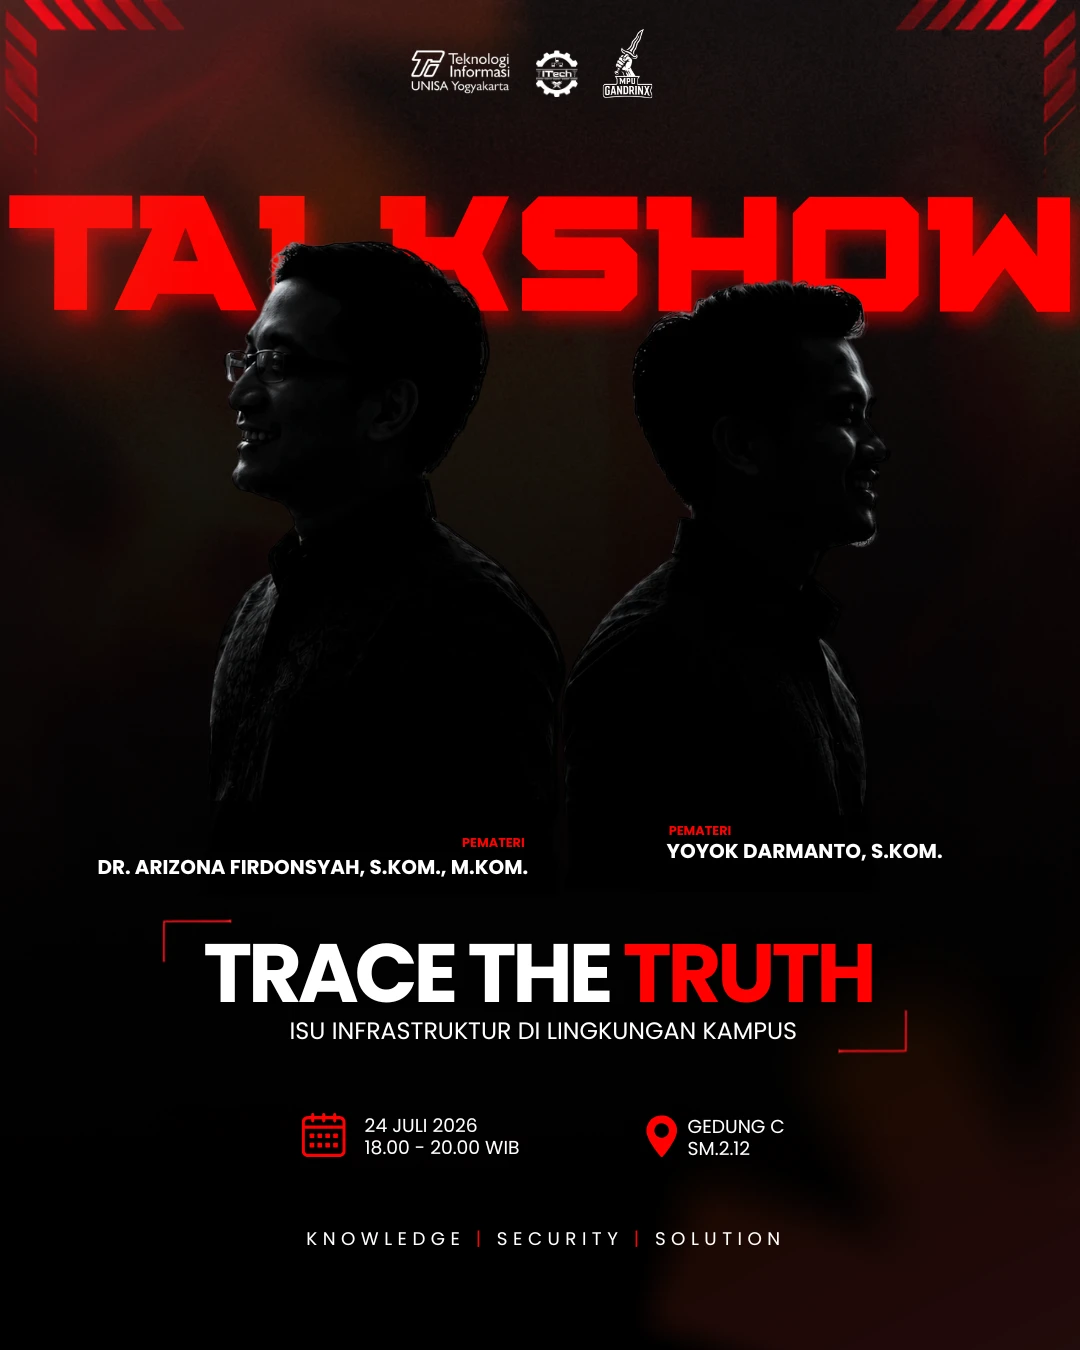 Teknologi
Informasi
UNISA Yogyakarta
ITech
MPU
GANDRINX
TALKSHOW
PEMATERI
DR. ARIZONA FIRDONSYAH, S.KOM., M.KOM.
PEMATERI
YOYOK DARMANTO, S.KOM.
TRACE THE TRUTH
ISU INFRASTRUKTUR DI LINGKUNGAN KAMPUS
24 JULI 2026
18.00 - 20.00 WIB
GEDUNG C
SM.2.12
KNOWLEDGE | SECURITY | SOLUTION